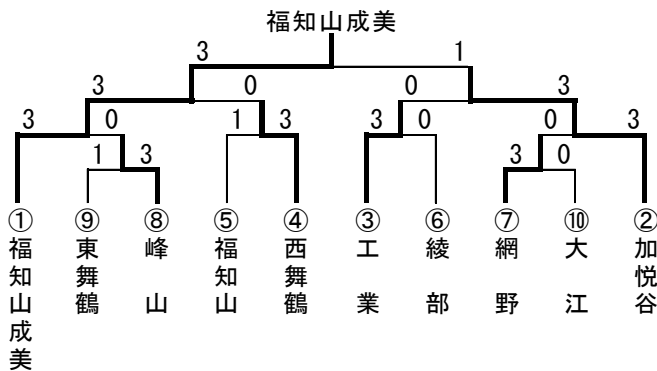 福知山成美
3 1
3 0 0 3
3 0 1 3 3 0 0 3
1 3 3 0
① ⑨ ⑧ ⑤ ④ ③ ⑥ ⑦ ⑩ ②
福知山成美
東舞鶴
峰山
福知山
西舞鶴
工業
綾部
網野
大江
加悦谷